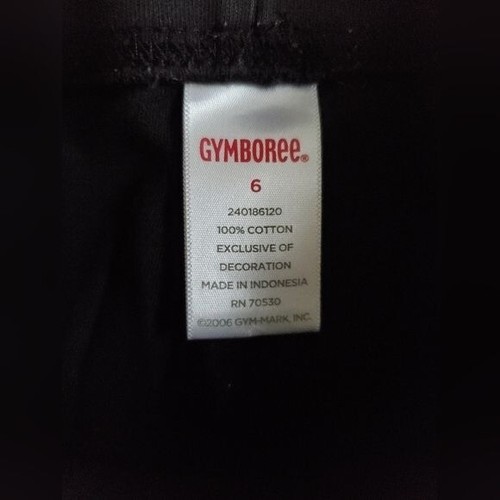 GYMBOREE®
6
240186120
100% COTTON
EXCLUSIVE OF
DECORATION
MADE IN INDONESIA
RN 70530
©2006 GYM-MARK, INC.